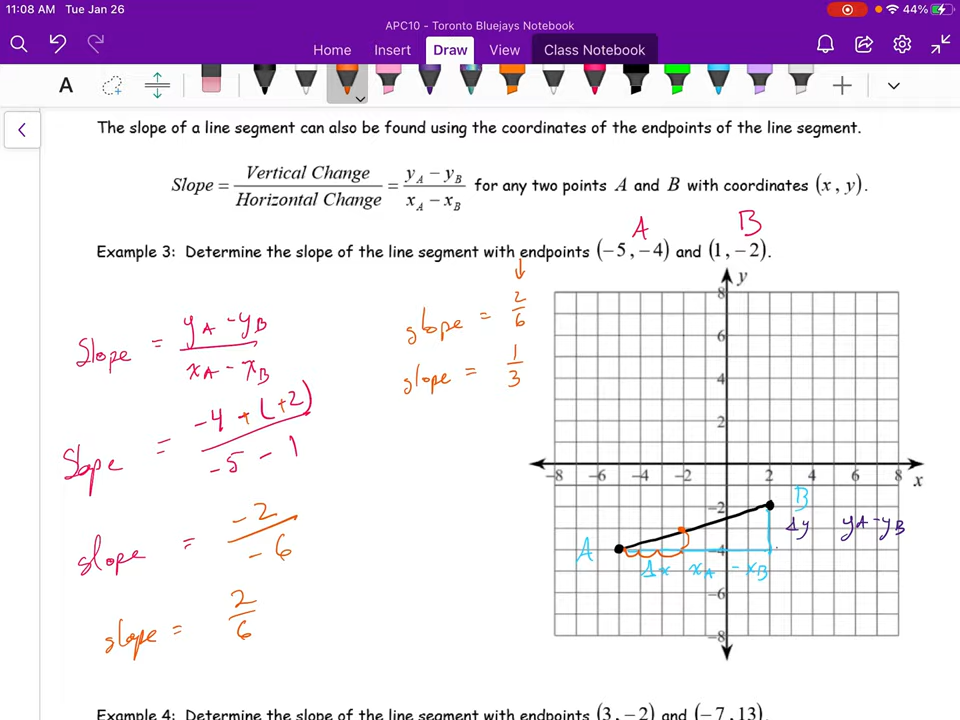 11:08 AM Tue Jan 26
44%
APC10 - Toronto Bluejays Notebook
Home Insert Draw View Class Notebook
A
The slope of a line segment can also be found using the coordinates of the endpoints of the line segment.
Slope = Vertical Change / Horizontal Change = y_A − y_B / x_A − x_B for any two points A and B with coordinates (x, y).
A B
Example 3: Determine the slope of the line segment with endpoints (−5, −4) and (1, −2).
slope = 2/6
slope = 1/3
Slope = y_A − y_B / x_A − x_B
Slope = −4 + (+2) / −5 − 1
slope = −2 / −6
slope = 2/6
y
8
6
4
2
−8 −6 −4 −2 2 4 6 8 x
−2
−4
−6
−8
A
B
Δy y_A − y_B
Δx x_A − x_B
Example 4: Determine the slope of the line segment with endpoints (3, −2) and (−7, 13).